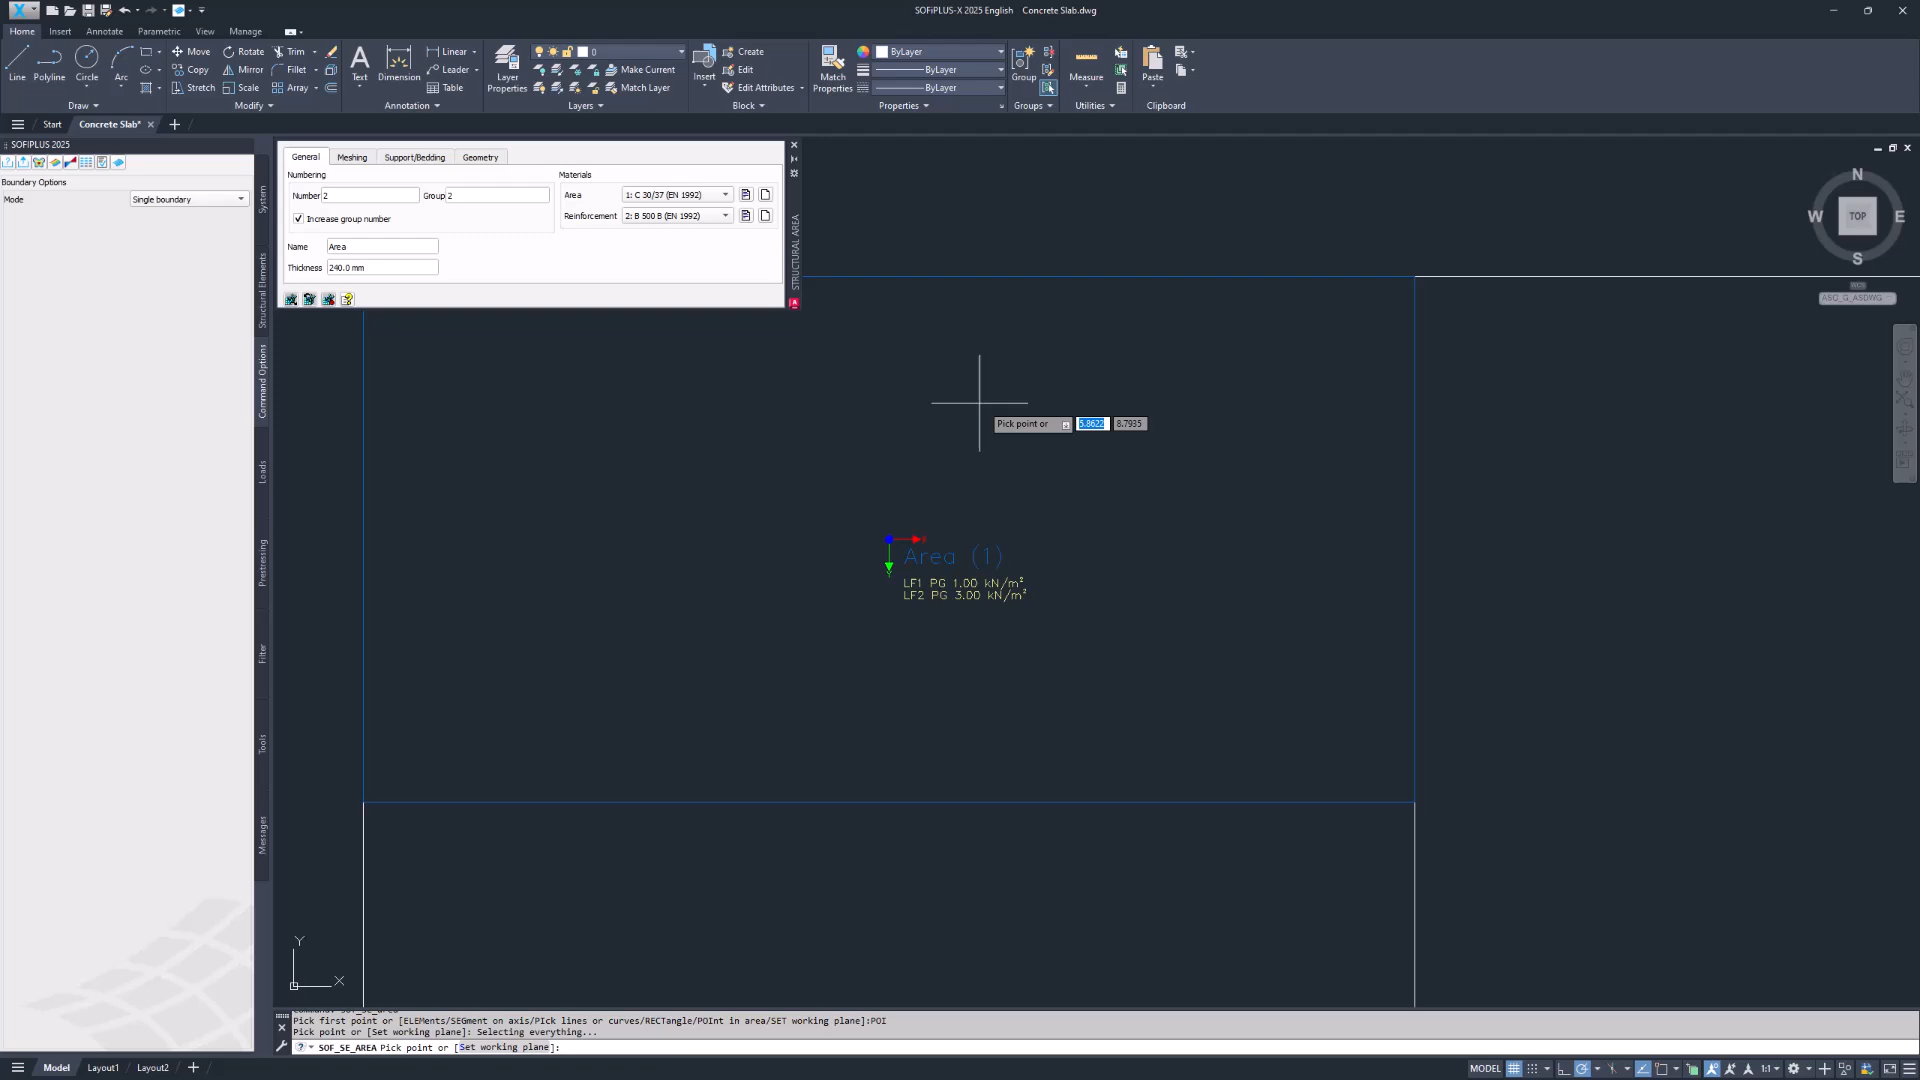 SOFiPLUS-X 2025 English Concrete Slab.dwg
Home Insert Annotate Parametric View Manage
Line Polyline Circle Arc
Move Rotate Trim
Copy Mirror Fillet
Stretch Scale Array
Text Dimension
Linear
Leader
Table
Layer Properties
0
Make Current
Match Layer
Insert
Create
Edit
Edit Attributes
Match Properties
ByLayer
ByLayer
ByLayer
Group
Measure
Paste
Draw Modify Annotation Layers Block Properties Groups Utilities Clipboard
Start Concrete Slab*
SOFIPLUS 2025
Boundary Options
Mode Single boundary
System
Structural Elements
Command Options
Loads
Prestressing
Filter
Tools
Messages
General Meshing Support/Bedding Geometry
Numbering
Number 2 Group 2
Increase group number
Name Area
Thickness 240.0 mm
Materials
Area 1: C 30/37 (EN 1992)
Reinforcement 2: B 500 B (EN 1992)
STRUCTURAL AREA
N
W TOP E
S
WCS
ASO_G_ASDWG
Pick point or 5.8622 8.7935
X
Y
Area (1)
LF1 PG 1.00 kN/m²
LF2 PG 3.00 kN/m²
Y
X
Pick first point or [ELEMents/SEGment on axis/PIck lines or curves/RECTangle/POInt in area/SET working plane]:POI
Pick point or [Set working plane]: Selecting everything...
SOF_SE_AREA Pick point or [Set working plane]:
Model Layout1 Layout2
MODEL 1:1